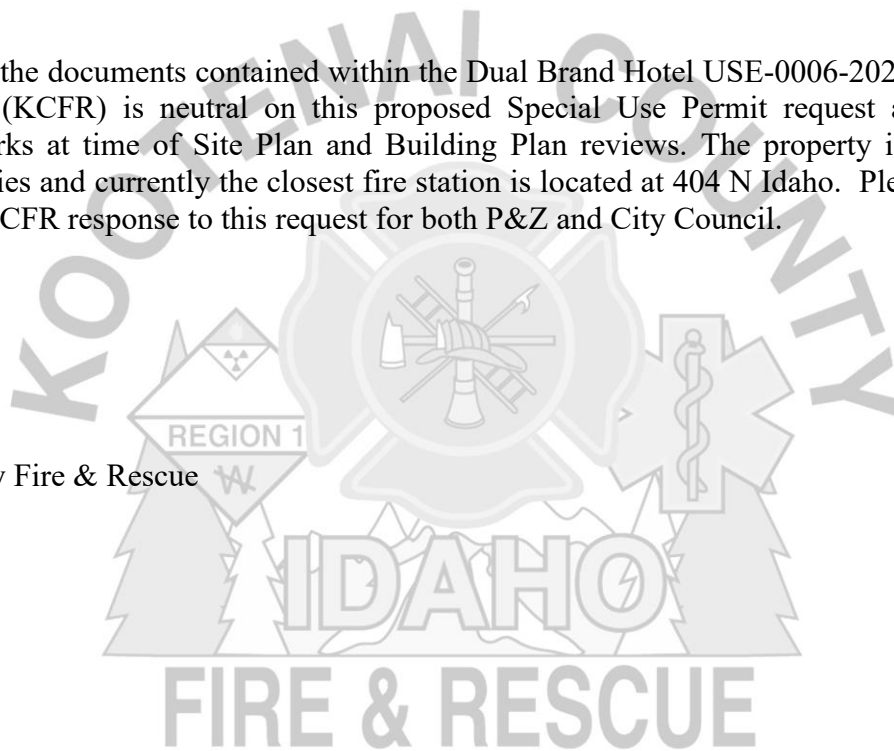 the documents contained within the Dual Brand Hotel USE-0006-202
(KCFR) is neutral on this proposed Special Use Permit request a
rks at time of Site Plan and Building Plan reviews. The property i
ies and currently the closest fire station is located at 404 N Idaho.  Ple
CFR response to this request for both P&Z and City Council.
KOOTENAI COUNTY
REGION 1
y Fire & Rescue
IDAHO
FIRE & RESCUE